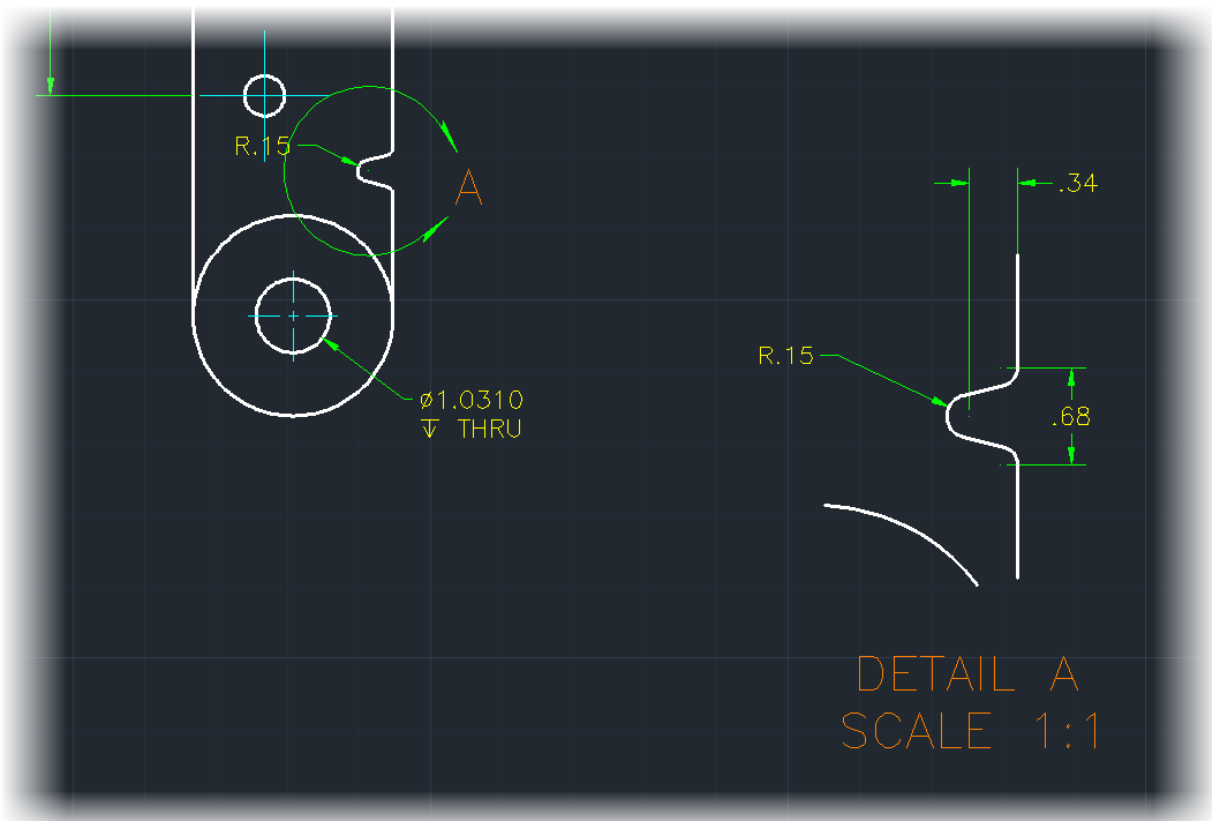 R.15
A
.34
R.15
ø1.0310
↧ THRU
.68
DETAIL A
SCALE 1:1